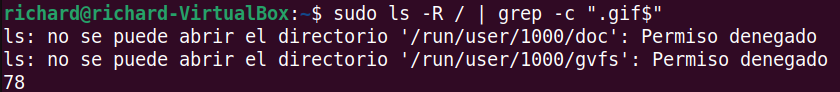 richard@richard-VirtualBox:~$ sudo ls -R / | grep -c ".gif$"
ls: no se puede abrir el directorio '/run/user/1000/doc': Permiso denegado
ls: no se puede abrir el directorio '/run/user/1000/gvfs': Permiso denegado
78